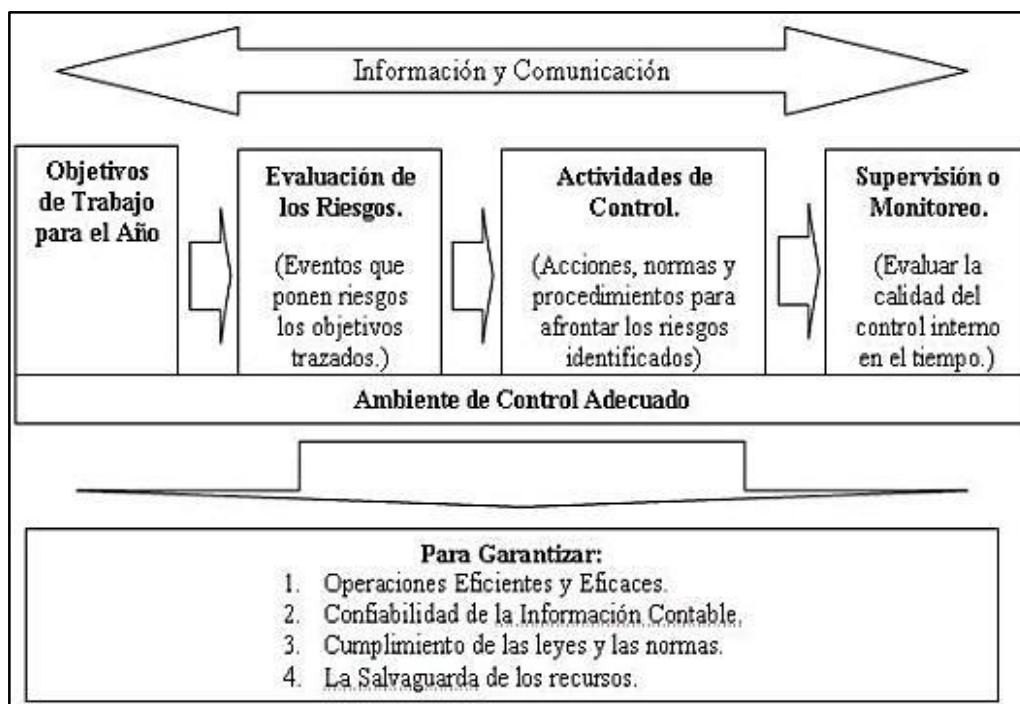 Información y Comunicación
Objetivos
de Trabajo
para el Año
Evaluación de
los Riesgos.
(Eventos que
ponen riesgos
los objetivos
trazados.)
Actividades de
Control.
(Acciones, normas y
procedimientos para
afrontar los riesgos
identificados)
Supervisión o
Monitoreo.
(Evaluar la
calidad del
control interno
en el tiempo.)
Ambiente de Control Adecuado
Para Garantizar:
1. Operaciones Eficientes y Eficaces.
2. Confiabilidad de la Información Contable.
3. Cumplimiento de las leyes y las normas.
4. La Salvaguarda de los recursos.